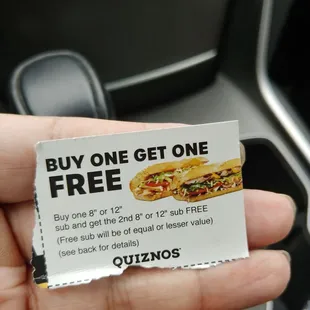 BUY ONE GET ONE
FREE
Buy one 8" or 12"
sub and get the 2nd 8" or 12" sub FREE
(Free sub will be of equal or lesser value)
(see back for details)
QUIZNOS